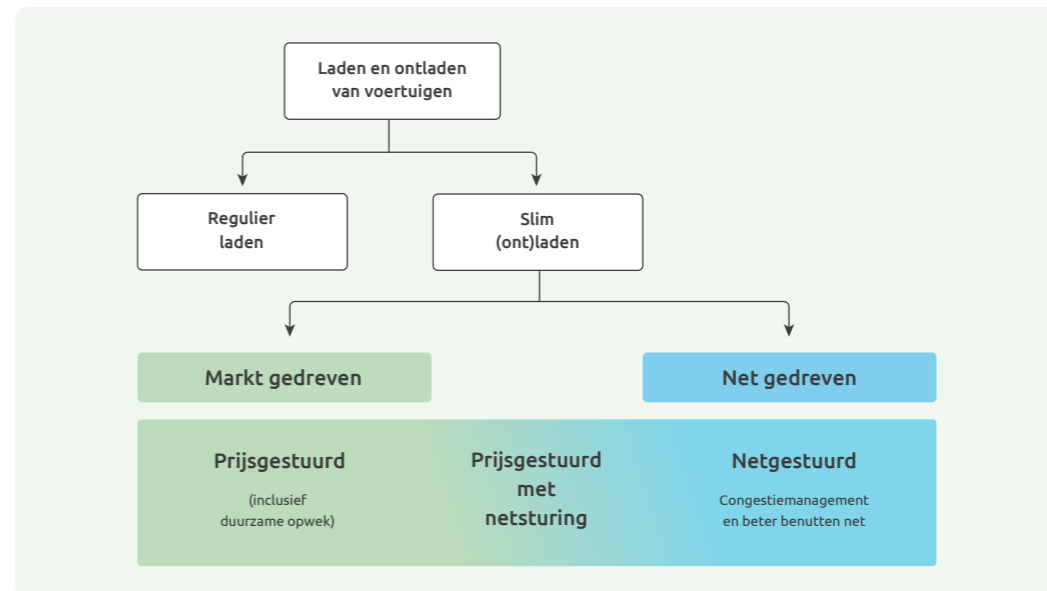 Laden en ontladen
van voertuigen
Regulier
laden
Slim
(ont)laden
Markt gedreven
Net gedreven
Prijsgestuurd
(inclusief
duurzame opwek)
Prijsgestuurd
met
netsturing
Netgestuurd
Congestiemanagement
en beter benutten net